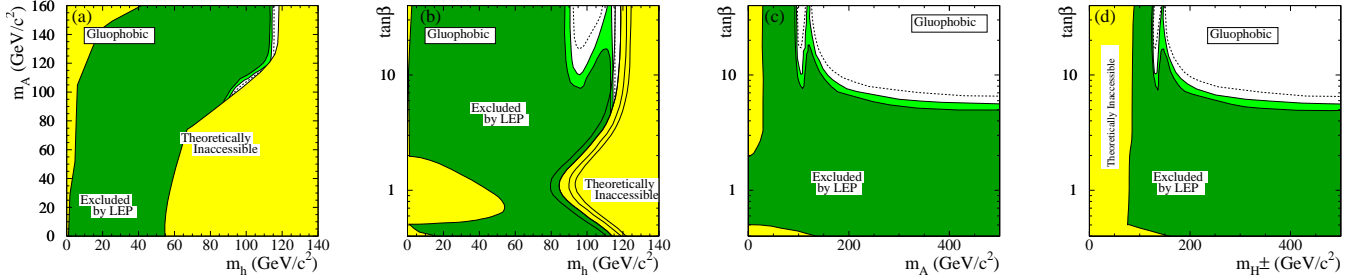 (a)
Gluophobic
Theoretically
Inaccessible
Excluded
by LEP
m_A (GeV/c²)
160
140
120
100
80
60
40
20
0
0 20 40 60 80 100 120 140
m_h (GeV/c²)
(b)
Gluophobic
Excluded
by LEP
Theoretically
Inaccessible
tanβ
10
1
0 20 40 60 80 100 120 140
m_h (GeV/c²)
(c)
Gluophobic
Excluded
by LEP
tanβ
10
1
0 200 400
m_A (GeV/c²)
(d)
Gluophobic
Theoretically Inaccessible
Excluded
by LEP
tanβ
10
1
0 200 400
m_H± (GeV/c²)